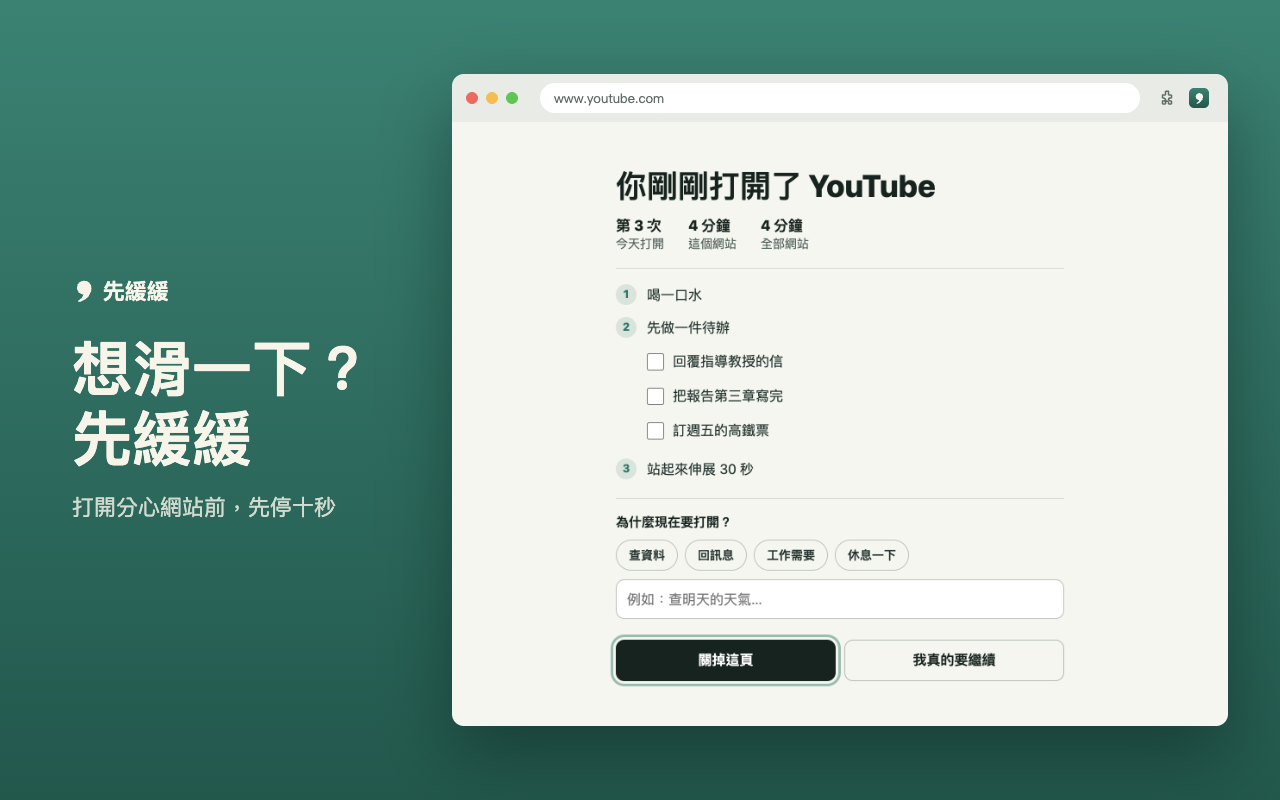 先緩緩
想滑一下？
先緩緩
打開分心網站前，先停十秒
www.youtube.com
你剛剛打開了 YouTube
第 3 次 4 分鐘 4 分鐘
今天打開 這個網站 全部網站
1 喝一口水
2 先做一件待辦
回覆指導教授的信
把報告第三章寫完
訂週五的高鐵票
3 站起來伸展 30 秒
為什麼現在要打開？
查資料 回訊息 工作需要 休息一下
例如：查明天的天氣...
關掉這頁 我真的要繼續